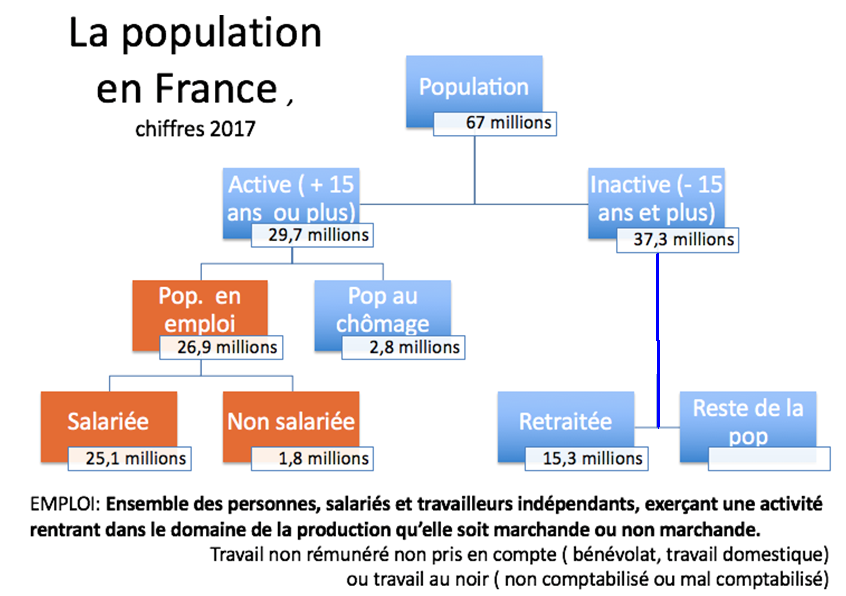 La population
en France ,
chiffres 2017
Population
67 millions
Active ( + 15
ans ou plus)
29,7 millions
Inactive (- 15
ans et plus)
37,3 millions
Pop. en
emploi
26,9 millions
Pop au
chômage
2,8 millions
Salariée
25,1 millions
Non salariée
1,8 millions
Retraitée
15,3 millions
Reste de la
pop
EMPLOI: Ensemble des personnes, salariés et travailleurs indépendants, exerçant une activité
rentrant dans le domaine de la production qu’elle soit marchande ou non marchande.
Travail non rémunéré non pris en compte ( bénévolat, travail domestique)
ou travail au noir ( non comptabilisé ou mal comptabilisé)